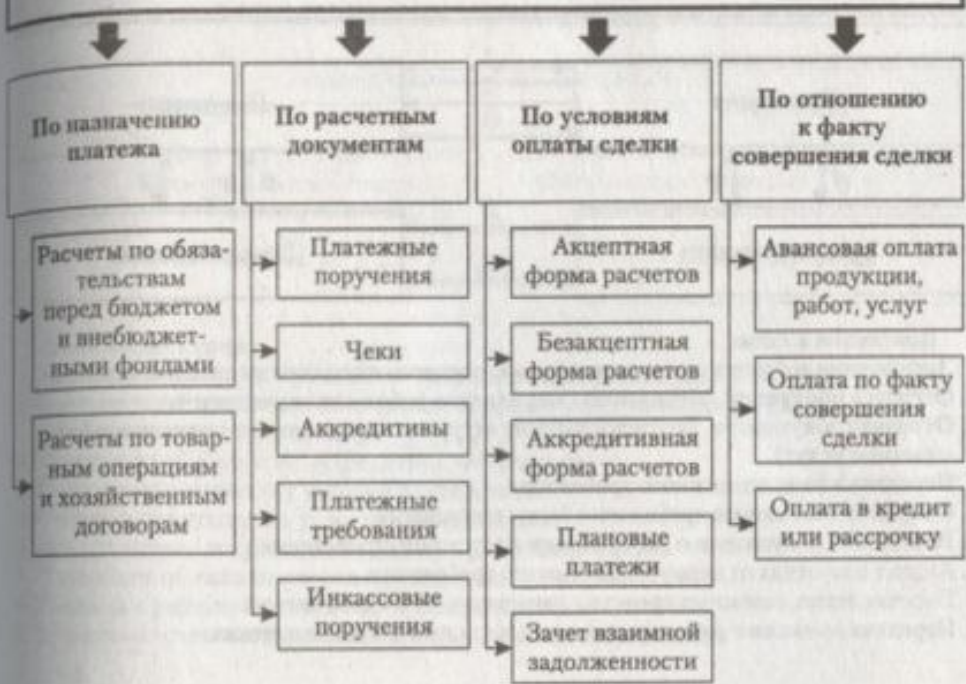 По назначению
платежа
Расчеты по обяза-
тельствам
перед бюджетом
и внебюджет-
ными фондами
Расчеты по товар-
ным операциям
и хозяйственным
договорам
По расчетным
документам
Платежные
поручения
Чеки
Аккредитивы
Платежные
требования
Инкассовые
поручения
По условиям
оплаты сделки
Акцептная
форма расчетов
Безакцептная
форма расчетов
Аккредитивная
форма расчетов
Плановые
платежи
Зачет взаимной
задолженности
По отношению
к факту
совершения сделки
Авансовая оплата
продукции,
работ, услуг
Оплата по факту
совершения
сделки
Оплата в кредит
или рассрочку